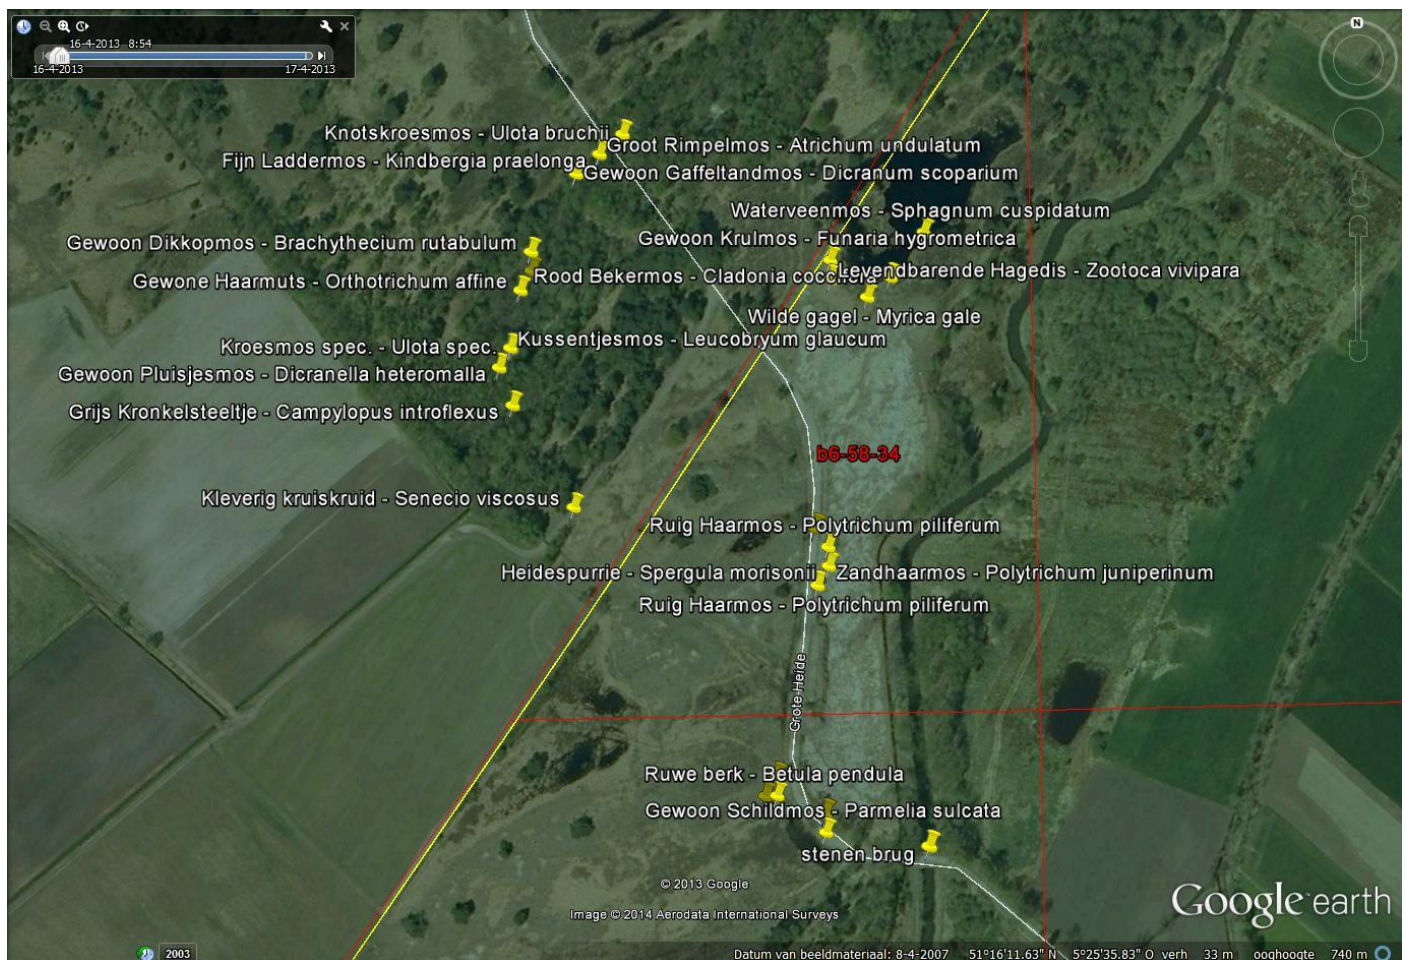 16-4-2013 8:54
16-4-2013
17-4-2013
N
Knotskroesmos - Ulota bruchii
Groot Rimpelmos - Atrichum undulatum
Fijn Laddermos - Kindbergia praelonga
Gewoon Gaffeltandmos - Dicranum scoparium
Waterveenmos - Sphagnum cuspidatum
Gewoon Krulmos - Funaria hygrometrica
Gewoon Dikkopmos - Brachythecium rutabulum
Rood Bekermos - Cladonia coccifera
Levendbarende Hagedis - Zootoca vivipara
Gewone Haarmuts - Orthotrichum affine
Wilde gagel - Myrica gale
Kussentjesmos - Leucobryum glaucum
Kroesmos spec. - Ulota spec.
Gewoon Pluisjesmos - Dicranella heteromalla
Grijs Kronkelsteeltje - Campylopus introflexus
b6-58-34
Kleverig kruiskruid - Senecio viscosus
Ruig Haarmos - Polytrichum piliferum
Heidespurrie - Spergula morisonii
Zandhaarmos - Polytrichum juniperinum
Ruig Haarmos - Polytrichum piliferum
Grote Heide
Ruwe berk - Betula pendula
Gewoon Schildmos - Parmelia sulcata
stenen brug
© 2013 Google
Image © 2014 Aerodata International Surveys
Google earth
2003
Datum van beeldmateriaal: 8-4-2007 51°16'11.63" N 5°25'35.83" O verh 33 m ooghoogte 740 m